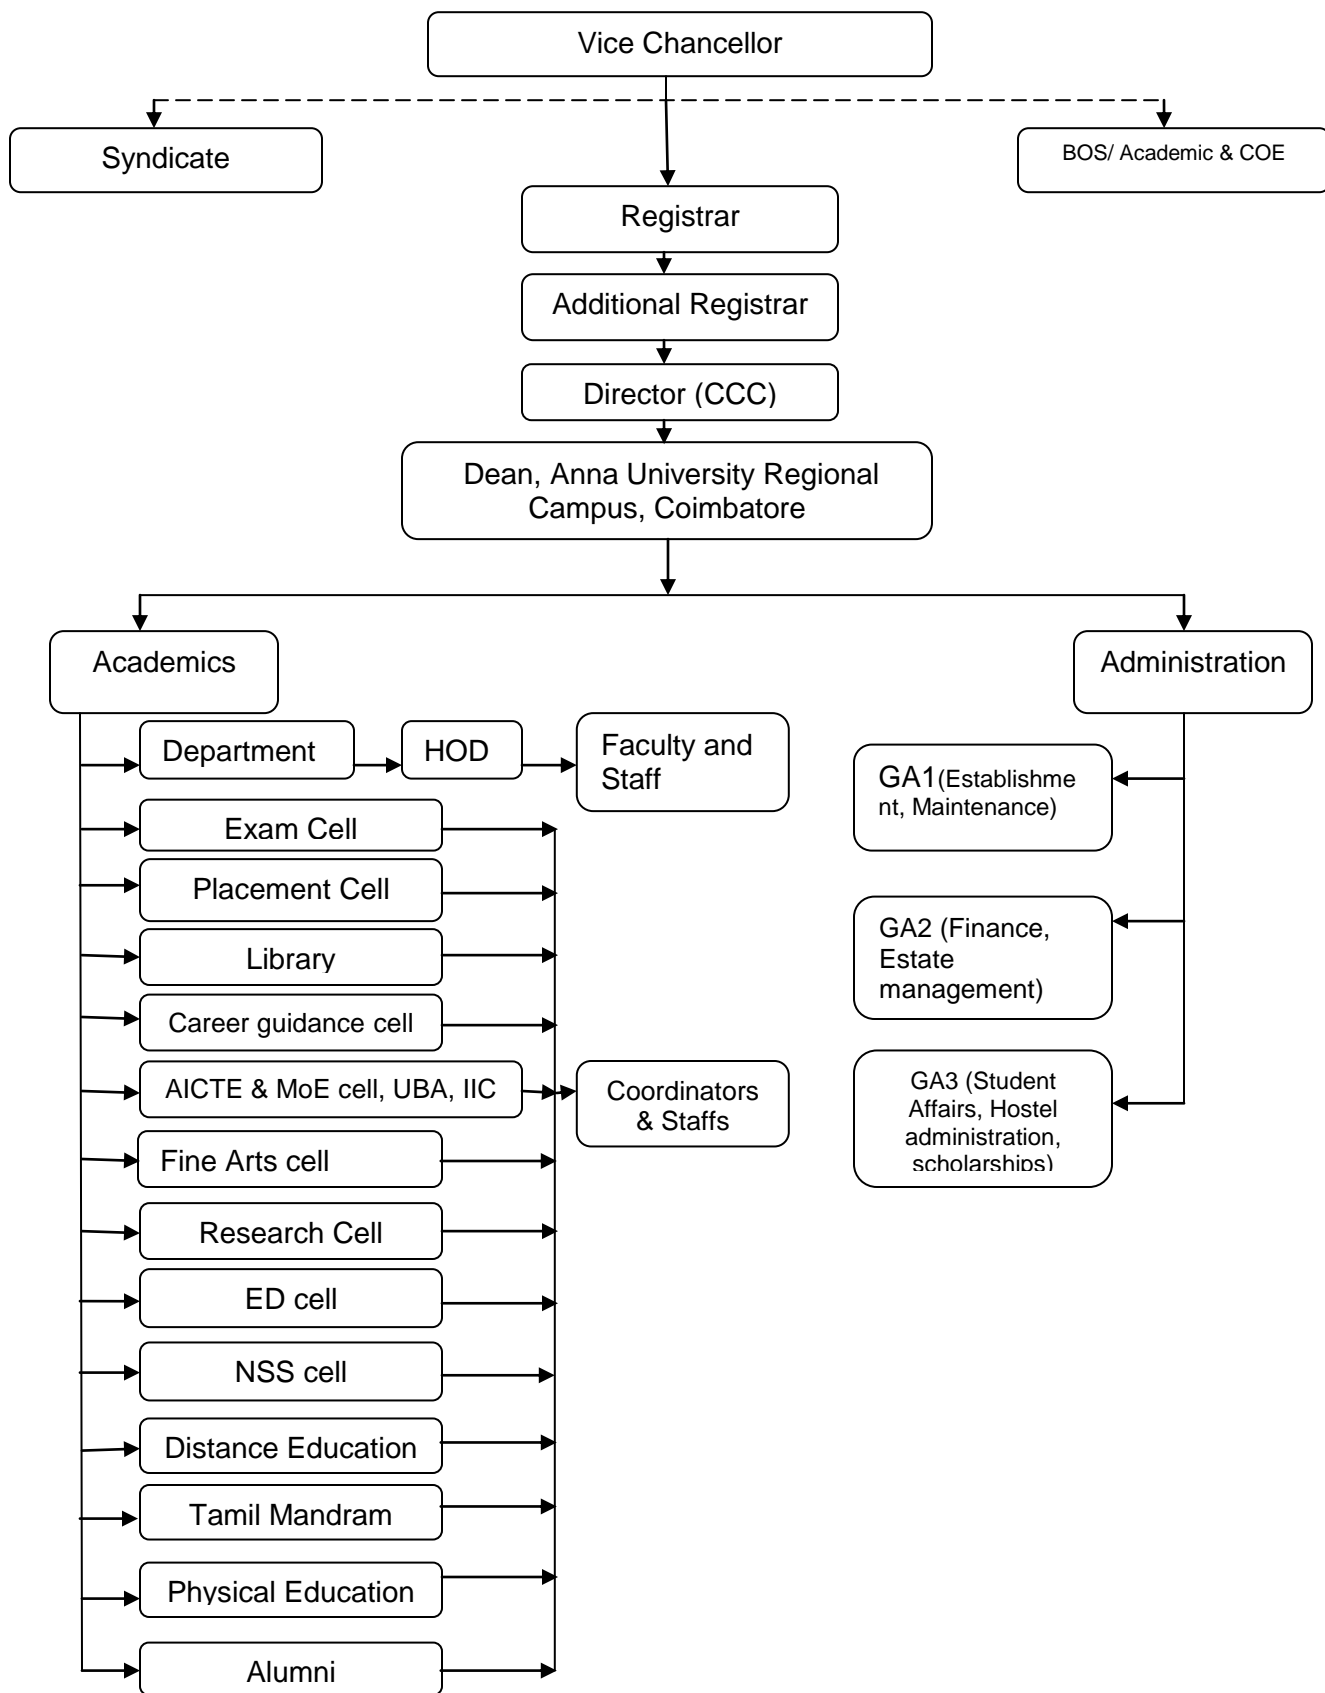 Vice Chancellor
Syndicate
BOS/ Academic & COE
Registrar
Additional Registrar
Director (CCC)
Dean, Anna University Regional
Campus, Coimbatore
Academics
Administration
Department
HOD
Faculty and
Staff
GA1(Establishme
nt, Maintenance)
Exam Cell
Placement Cell
Library
GA2 (Finance,
Estate
management)
Career guidance cell
AICTE & MoE cell, UBA, IIC
Coordinators
& Staffs
GA3 (Student
Affairs, Hostel
administration,
scholarships)
Fine Arts cell
Research Cell
ED cell
NSS cell
Distance Education
Tamil Mandram
Physical Education
Alumni